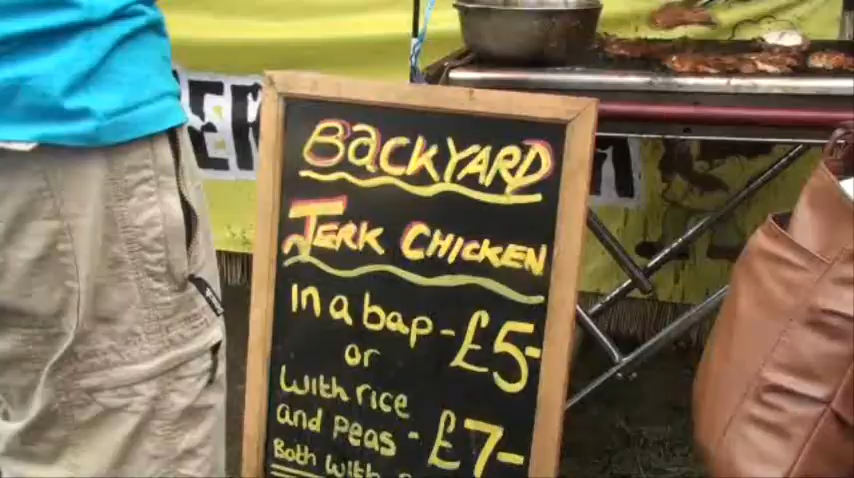 BACKYARD
JERK CHICKEN
in a bap - £5-
or
with rice
and peas - £7-
Both with